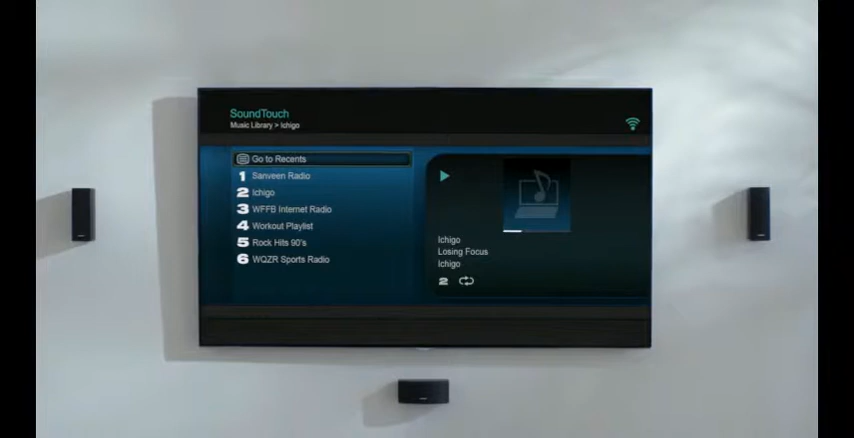 SoundTouch
Music Library > Ichigo
Go to Recents
1 Sanveen Radio
2 Ichigo
3 WFFB Internet Radio
4 Workout Playlist
5 Rock Hits 90's
6 WQZR Sports Radio
Ichigo
Losing Focus
Ichigo
2